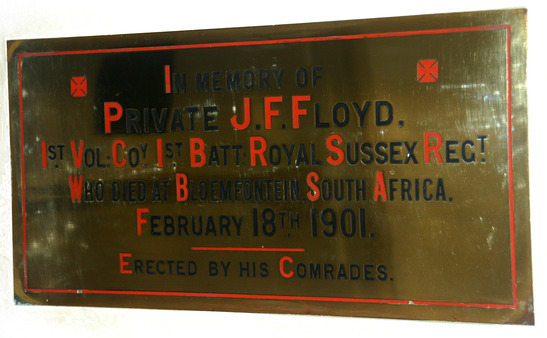 IN MEMORY OF
PRIVATE J.F.FLOYD.
1ST VOL: COY 1ST BATT. ROYAL SUSSEX REGT
WHO DIED AT BLOEMFONTEIN, SOUTH AFRICA,
FEBRUARY 18TH 1901.
ERECTED BY HIS COMRADES.